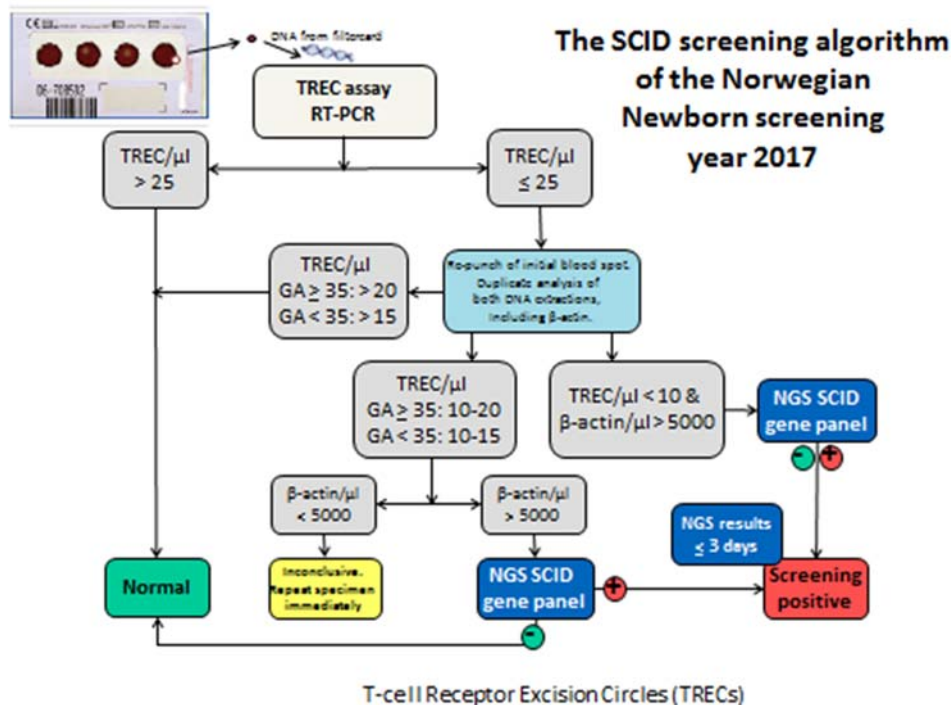 DNA from filtercard
06-708532
The SCID screening algorithm
of the Norwegian
Newborn screening
year 2017
TREC assay
RT-PCR
TREC/µl
> 25
TREC/µl
≤ 25
Re-punch of initial blood spot.
Duplicate analysis of
both DNA extractions,
Including β-actin.
TREC/µl
GA ≥ 35: > 20
GA < 35: > 15
TREC/µl
GA ≥ 35: 10-20
GA < 35: 10-15
TREC/µl < 10 &
β-actin/µl > 5000
NGS SCID
gene panel
- +
β-actin/µl
< 5000
β-actin/µl
> 5000
NGS results
≤ 3 days
Normal
Inconclusive.
Repeat specimen
immediately
NGS SCID
gene panel
+
Screening
positive
-
T-cell Receptor Excision Circles (TRECs)